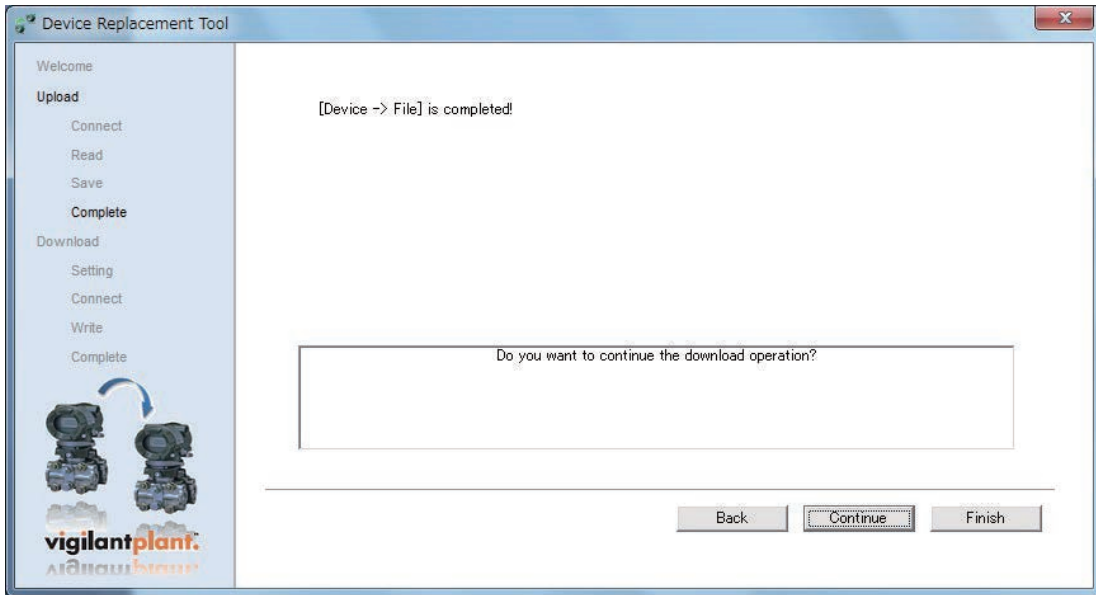 Device Replacement Tool
Welcome
Upload
Connect
Read
Save
Complete
Download
Setting
Connect
Write
Complete
vigilantplant.
[Device -> File] is completed!
Do you want to continue the download operation?
Back
Continue
Finish